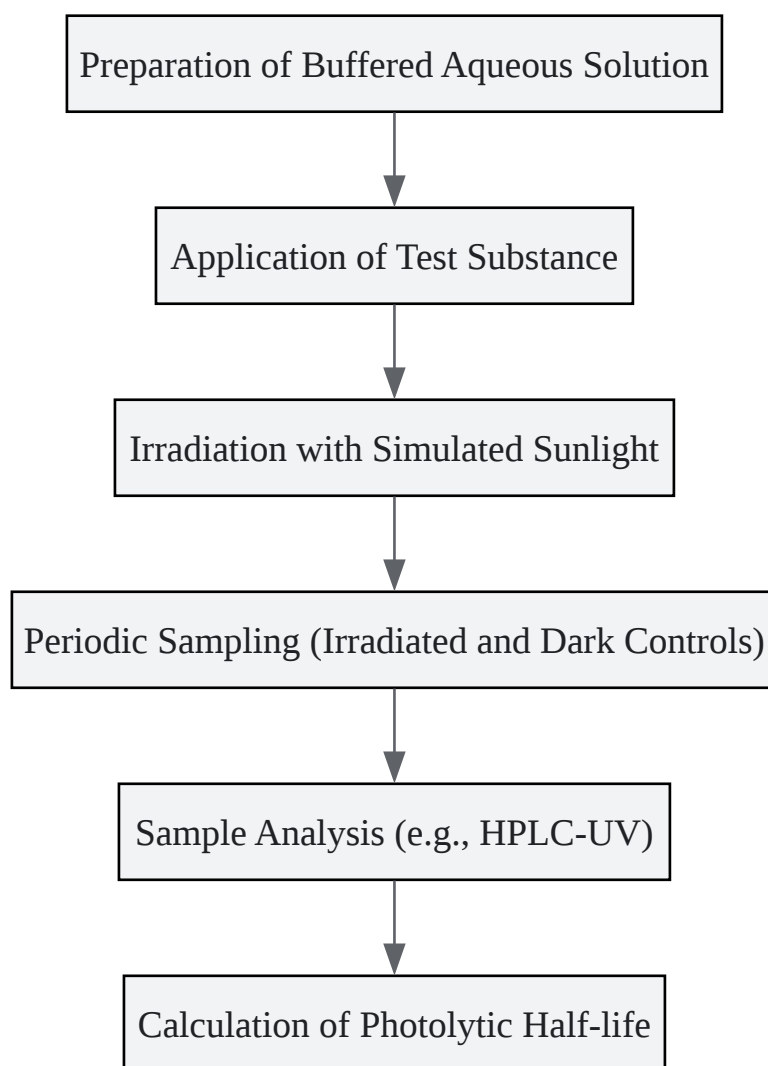 Preparation of Buffered Aqueous Solution
Application of Test Substance
Irradiation with Simulated Sunlight
Periodic Sampling (Irradiated and Dark Controls)
Sample Analysis (e.g., HPLC-UV)
Calculation of Photolytic Half-life